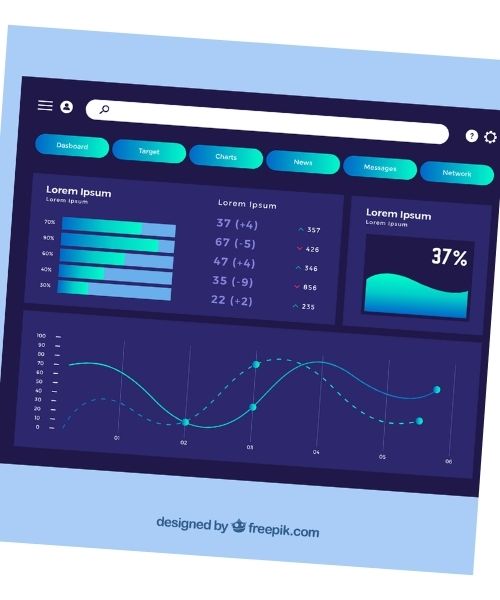 ?
Dasboard Target Charts News Messages Network
Lorem Ipsum
Lorem Ipsum
70%
90%
60%
40%
30%
Lorem Ipsum
37 (+4) 357
67 (-5) 426
47 (+4) 346
35 (-9) 856
22 (+2) 235
Lorem Ipsum
Lorem Ipsum
37%
100
90
80
70
60
50
40
30
20
10
0
01 02 03 04 05 06
designed by freepik.com